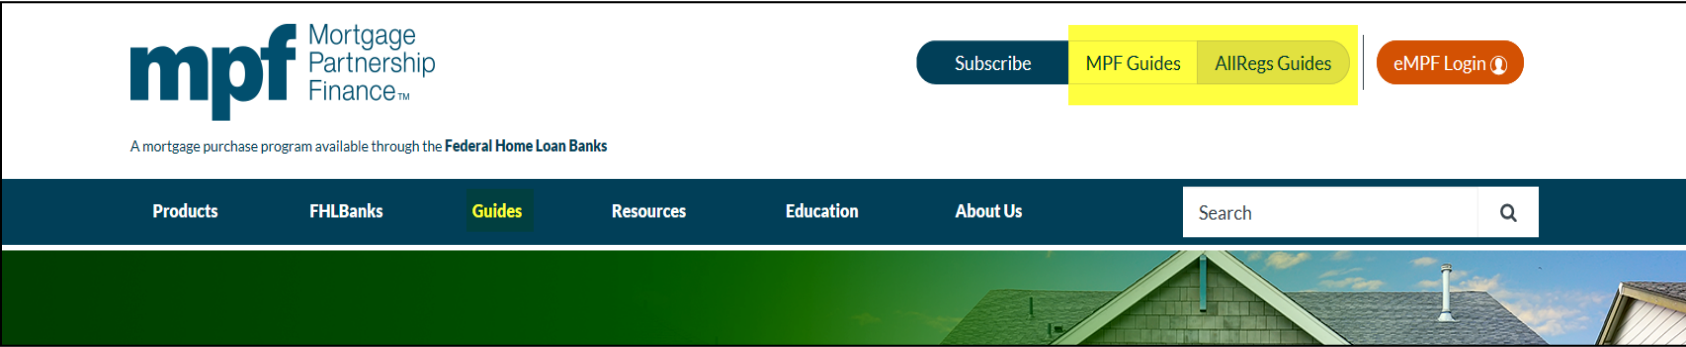 mpf
Mortgage
Partnership
Finance™
A mortgage purchase program available through the Federal Home Loan Banks
Subscribe MPF Guides AllRegs Guides eMPF Login
Products FHLBanks Guides Resources Education About Us Search